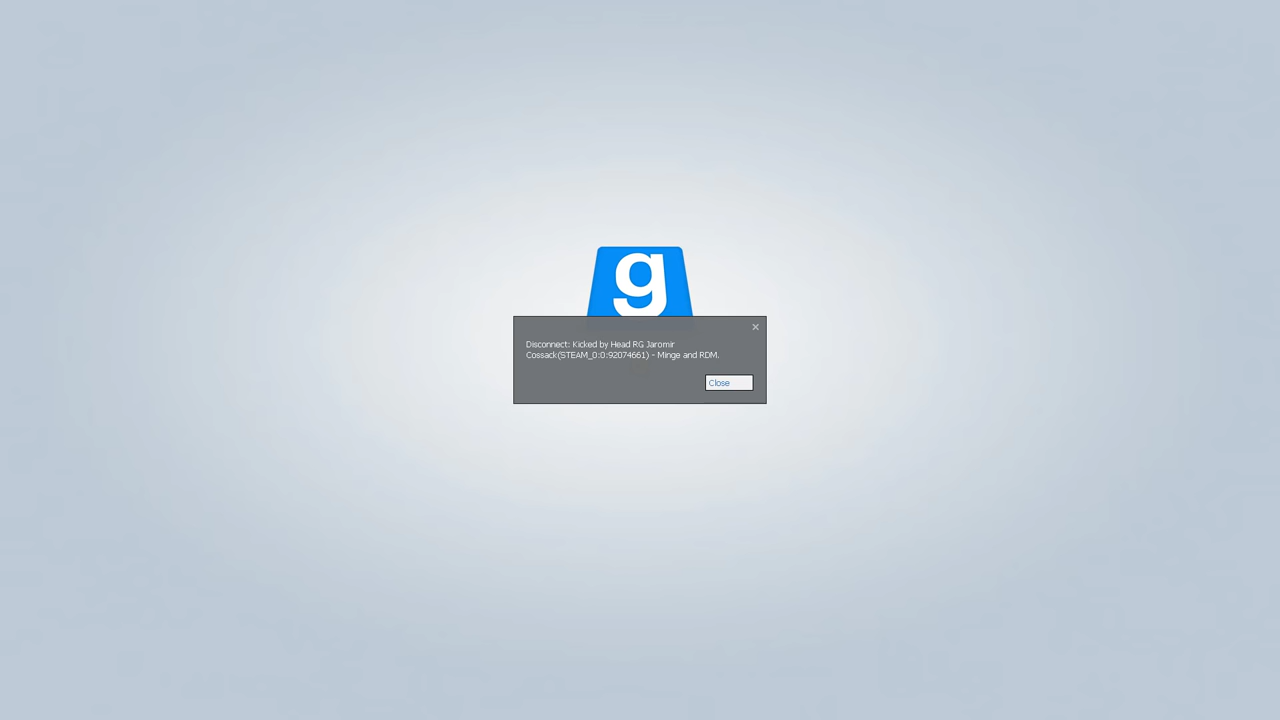 g
Disconnect: Kicked by Head RG Jaromir
Cossack(STEAM_0:0:92074661) - Minge and RDM.
Close